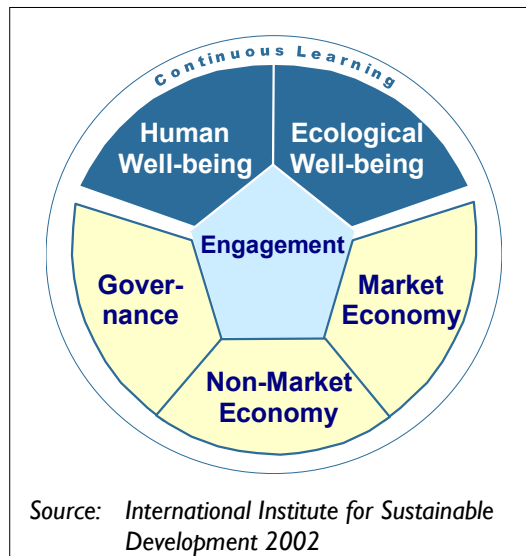 Continuous Learning
Human
Well-being
Ecological
Well-being
Engagement
Gover-
nance
Market
Economy
Non-Market
Economy
Source: International Institute for Sustainable
Development 2002